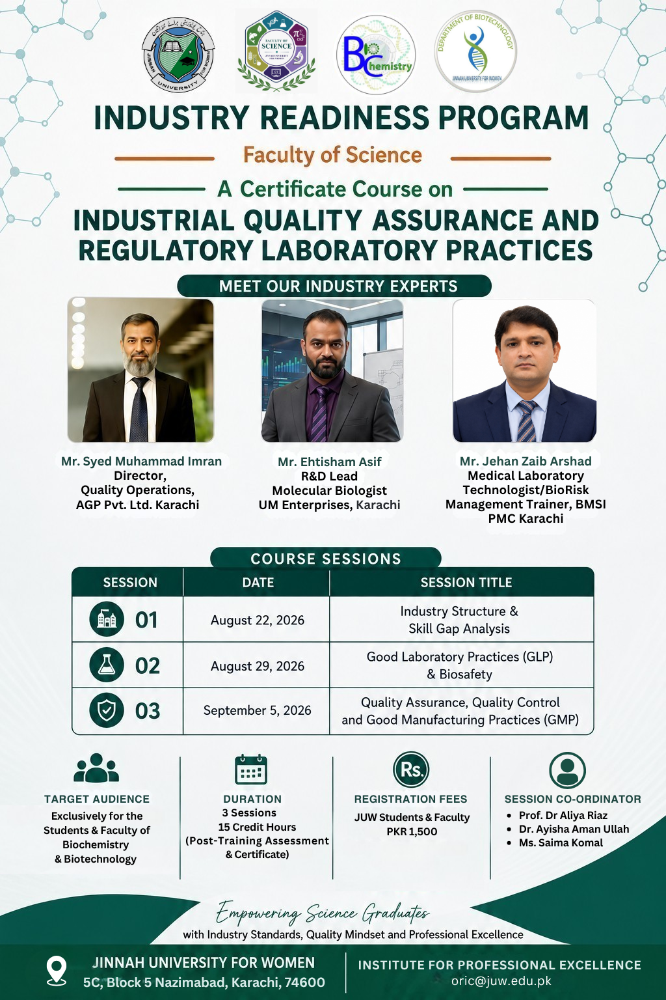 جناح یونیورسٹی برائے خواتین
JINNAH UNIVERSITY FOR WOMEN
FACULTY OF
SCIENCE
BIO
Chemistry
DEPARTMENT OF BIOTECHNOLOGY
JINNAH UNIVERSITY FOR WOMEN
INDUSTRY READINESS PROGRAM
Faculty of Science
A Certificate Course on
INDUSTRIAL QUALITY ASSURANCE AND
REGULATORY LABORATORY PRACTICES
MEET OUR INDUSTRY EXPERTS
Mr. Syed Muhammad Imran
Director,
Quality Operations,
AGP Pvt. Ltd. Karachi
Mr. Ehtisham Asif
R&D Lead
Molecular Biologist
UM Enterprises, Karachi
Mr. Jehan Zaib Arshad
Medical Laboratory
Technologist/BioRisk
Management Trainer, BMSI
PMC Karachi
COURSE SESSIONS
SESSION DATE SESSION TITLE
01 August 22, 2026 Industry Structure &
Skill Gap Analysis
02 August 29, 2026 Good Laboratory Practices (GLP)
& Biosafety
03 September 5, 2026 Quality Assurance, Quality Control
and Good Manufacturing Practices (GMP)
TARGET AUDIENCE
Exclusively for the
Students & Faculty of
Biochemistry
& Biotechnology
DURATION
3 Sessions
15 Credit Hours
(Post-Training Assessment
& Certificate)
Rs.
REGISTRATION FEES
JUW Students & Faculty
PKR 1,500
SESSION CO-ORDINATOR
• Prof. Dr Aliya Riaz
• Dr. Ayisha Aman Ullah
• Ms. Saima Komal
Empowering Science Graduates
with Industry Standards, Quality Mindset and Professional Excellence
JINNAH UNIVERSITY FOR WOMEN
5C, Block 5 Nazimabad, Karachi, 74600
INSTITUTE FOR PROFESSIONAL EXCELLENCE
oric@juw.edu.pk